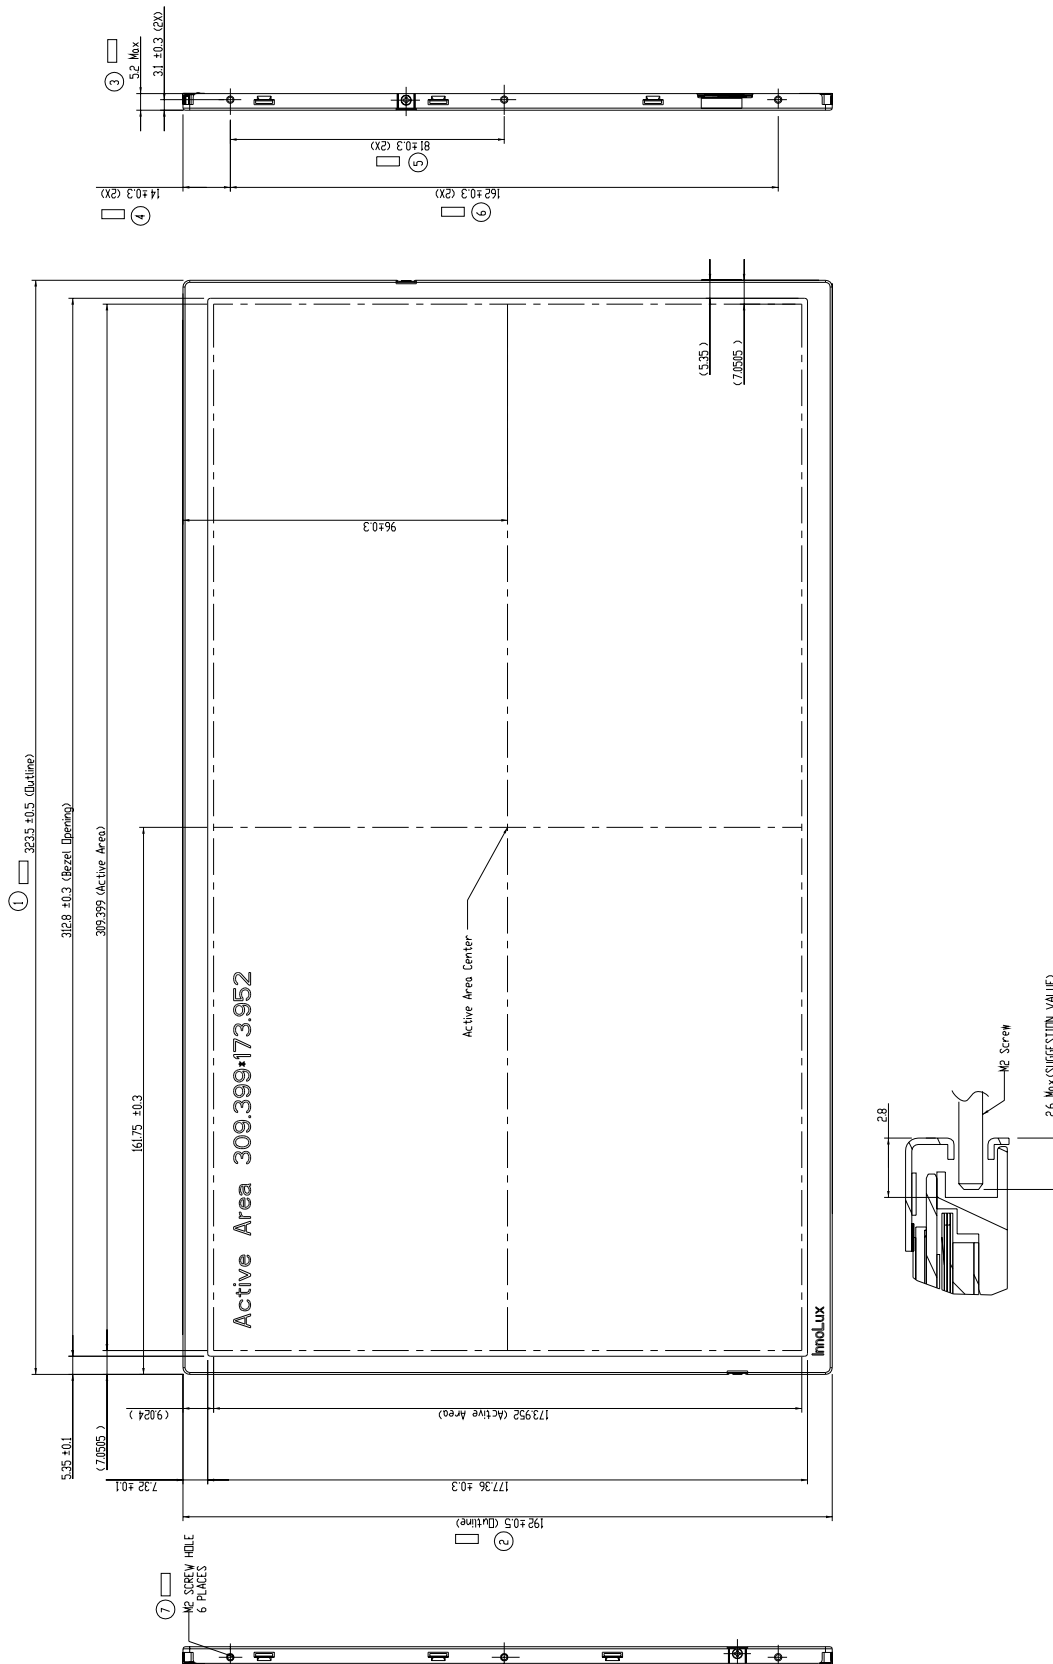 3
5.2 Max
3.1 ±0.3 (2X)
81±0.3 (2X)
5
14±0.3 (2X)
4
162±0.3 (2X)
6
1
323.5 ±0.5 (Outline)
312.8 ±0.3 (Bezel Opening)
309.399 (Active Area)
161.75 ±0.3
96±0.3
(5.35 )
(7.0505 )
Active Area Center
Active Area 309.399*173.952
InnoLux
5.35 ±0.1
(7.0505 )
(9.024 )
173.952 (Active Area)
7.32 ±0.1
177.36 ±0.3
192±0.5 (Outline)
2
7
M2 SCREW HOLE
6 PLACES
2.8
M2 Screw
2.6 Max(SUGGESTION VALUE)